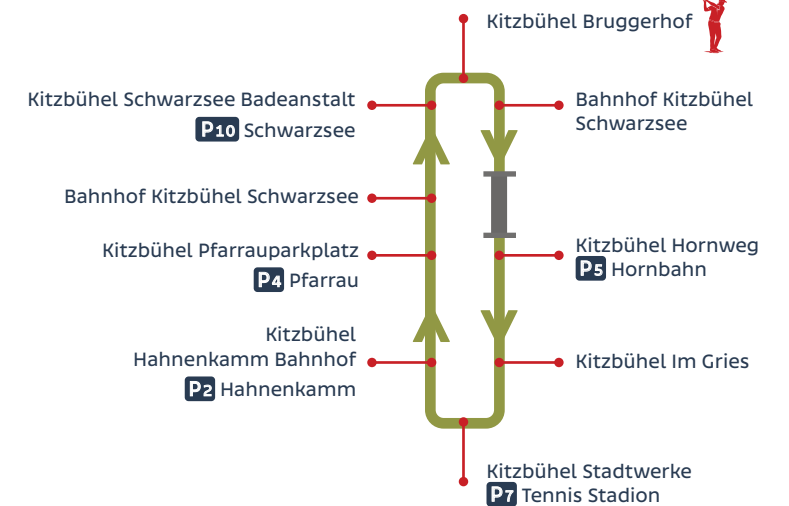 Kitzbühel Bruggerhof
Kitzbühel Schwarzsee Badeanstalt
P10 Schwarzsee
Bahnhof Kitzbühel
Schwarzsee
Bahnhof Kitzbühel Schwarzsee
Kitzbühel Pfarrauparkplatz
P4 Pfarrau
Kitzbühel Hornweg
P5 Hornbahn
Kitzbühel
Hahnenkamm Bahnhof
P2 Hahnenkamm
Kitzbühel Im Gries
Kitzbühel Stadtwerke
P7 Tennis Stadion